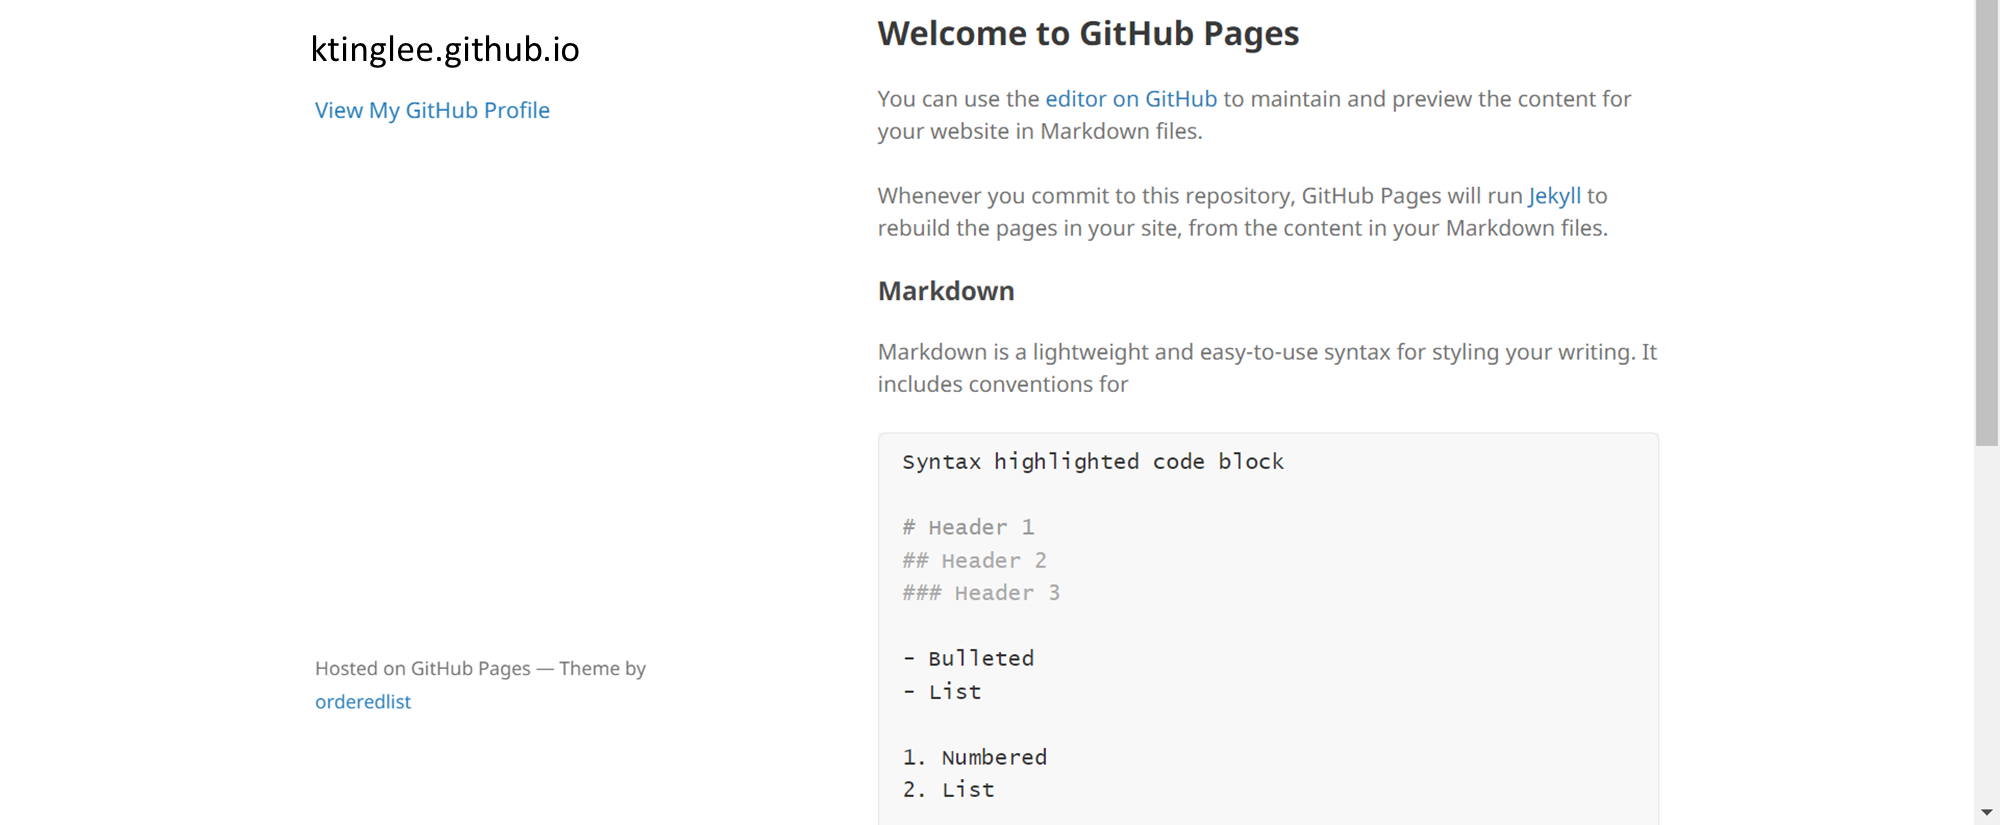 ktinglee.github.io
View My GitHub Profile
Hosted on GitHub Pages — Theme by
orderedlist
Welcome to GitHub Pages
You can use the editor on GitHub to maintain and preview the content for
your website in Markdown files.
Whenever you commit to this repository, GitHub Pages will run Jekyll to
rebuild the pages in your site, from the content in your Markdown files.
Markdown
Markdown is a lightweight and easy-to-use syntax for styling your writing. It
includes conventions for
Syntax highlighted code block
# Header 1
## Header 2
### Header 3
- Bulleted
- List
1. Numbered
2. List